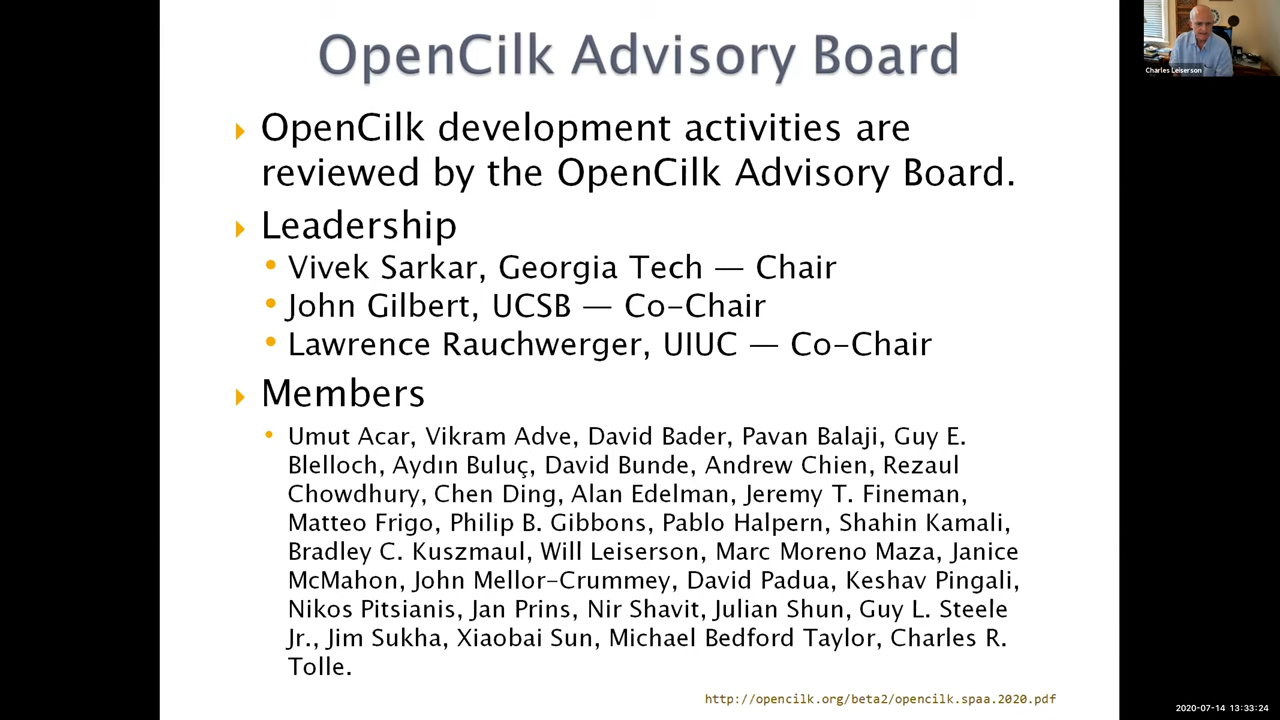 OpenCilk Advisory Board
Charles Leiserson
OpenCilk development activities are
reviewed by the OpenCilk Advisory Board.
Leadership
Vivek Sarkar, Georgia Tech — Chair
John Gilbert, UCSB — Co-Chair
Lawrence Rauchwerger, UIUC — Co-Chair
Members
Umut Acar, Vikram Adve, David Bader, Pavan Balaji, Guy E.
Blelloch, Aydın Buluç, David Bunde, Andrew Chien, Rezaul
Chowdhury, Chen Ding, Alan Edelman, Jeremy T. Fineman,
Matteo Frigo, Philip B. Gibbons, Pablo Halpern, Shahin Kamali,
Bradley C. Kuszmaul, Will Leiserson, Marc Moreno Maza, Janice
McMahon, John Mellor-Crummey, David Padua, Keshav Pingali,
Nikos Pitsianis, Jan Prins, Nir Shavit, Julian Shun, Guy L. Steele
Jr., Jim Sukha, Xiaobai Sun, Michael Bedford Taylor, Charles R.
Tolle.
http://opencilk.org/beta2/opencilk.spaa.2020.pdf
2020-07-14 13:33:24